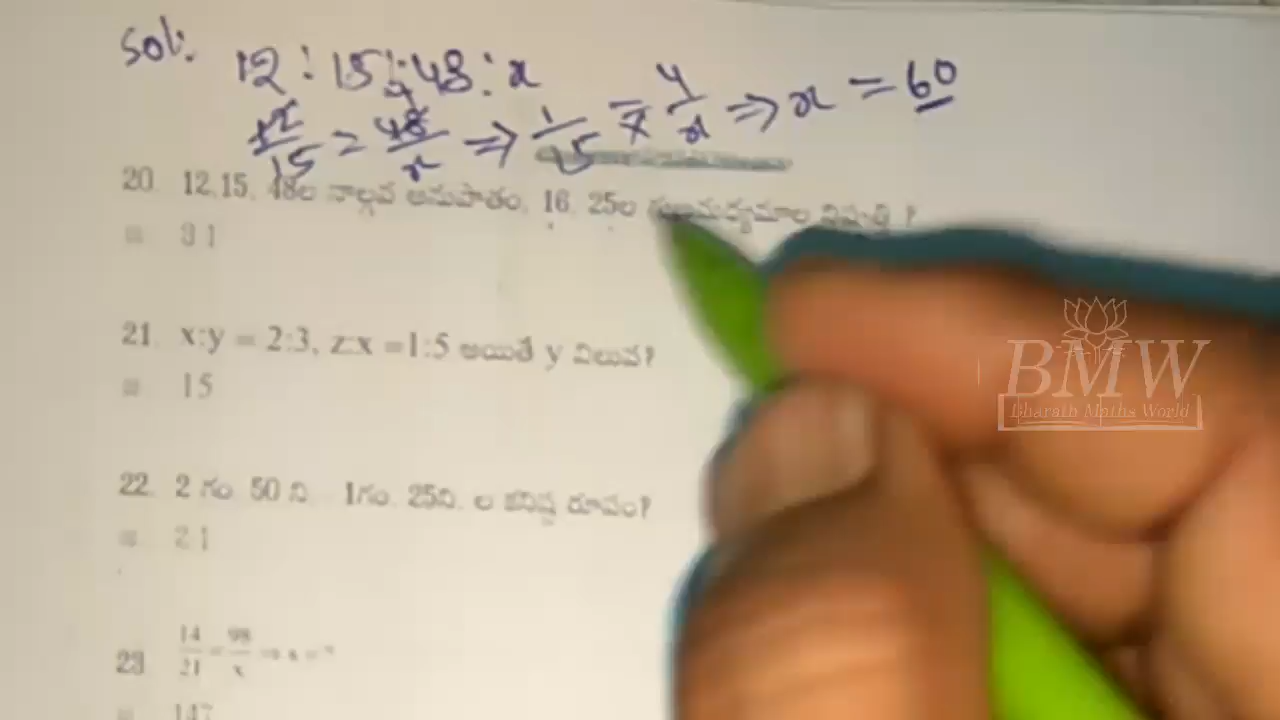 Sol:
12 : 15 :: 48 : x
12/15 = 48/x ⇒ 1/15 = 4/x ⇒ x = 60
20. 12,15, 48ల నాల్గవ అనుపాతం, 16, 25ల నిష్పత్తి ?
3 1
21. x:y = 2:3, z:x =1:5 అయితే y విలువ?
15
22. 2 గం. 50 ని 1గం. 25ని. ల కనిష్ఠ రూపం?
2 1
23. 14/21 = 98/x ⇒ x = ?
147
BMW
Bharath Maths World